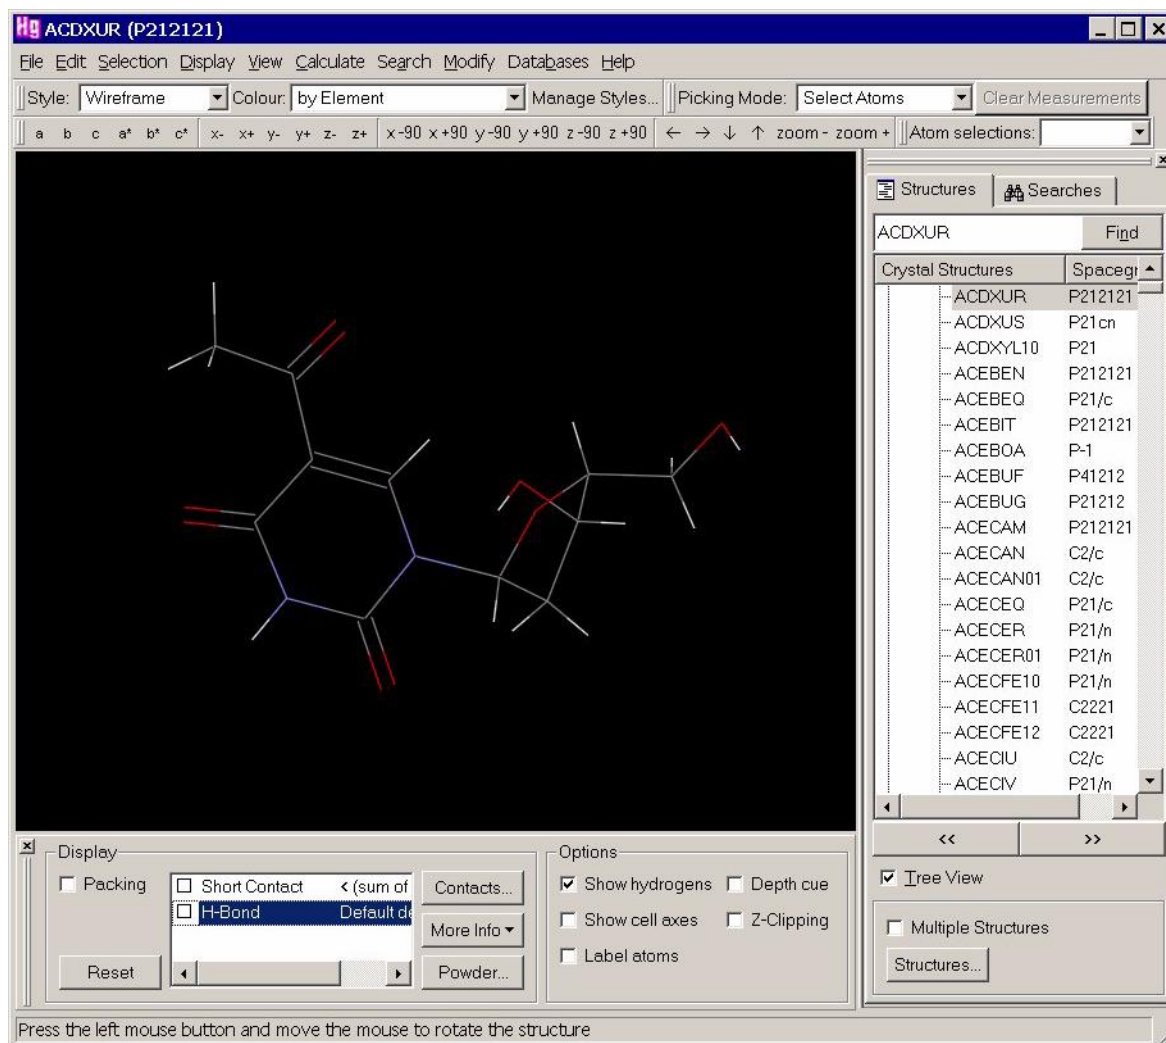 Hg ACDXUR (P212121)
File Edit Selection Display View Calculate Search Modify Databases Help
Style: Wireframe Colour: by Element Manage Styles... Picking Mode: Select Atoms Clear Measurements
a b c a* b* c* x- x+ y- y+ z- z+ x-90 x+90 y-90 y+90 z-90 z+90 ← → ↓ ↑ zoom- zoom+ Atom selections:
Structures Searches
ACDXUR Find
Crystal Structures Spacegr
ACDXUR P212121
ACDXUS P21cn
ACDXYL10 P21
ACEBEN P212121
ACEBEQ P21/c
ACEBIT P212121
ACEBOA P-1
ACEBUF P41212
ACEBUG P21212
ACECAM P212121
ACECAN C2/c
ACECAN01 C2/c
ACECEQ P21/c
ACECER P21/n
ACECER01 P21/n
ACECFE10 P21/n
ACECFE11 C2221
ACECFE12 C2221
ACECIU C2/c
ACECIV P21/n
<< >>
Tree View
Multiple Structures
Structures...
Display
Packing
Short Contact < (sum of
H-Bond Default de
Reset
Contacts...
More Info
Powder...
Options
Show hydrogens Depth cue
Show cell axes Z-Clipping
Label atoms
Press the left mouse button and move the mouse to rotate the structure